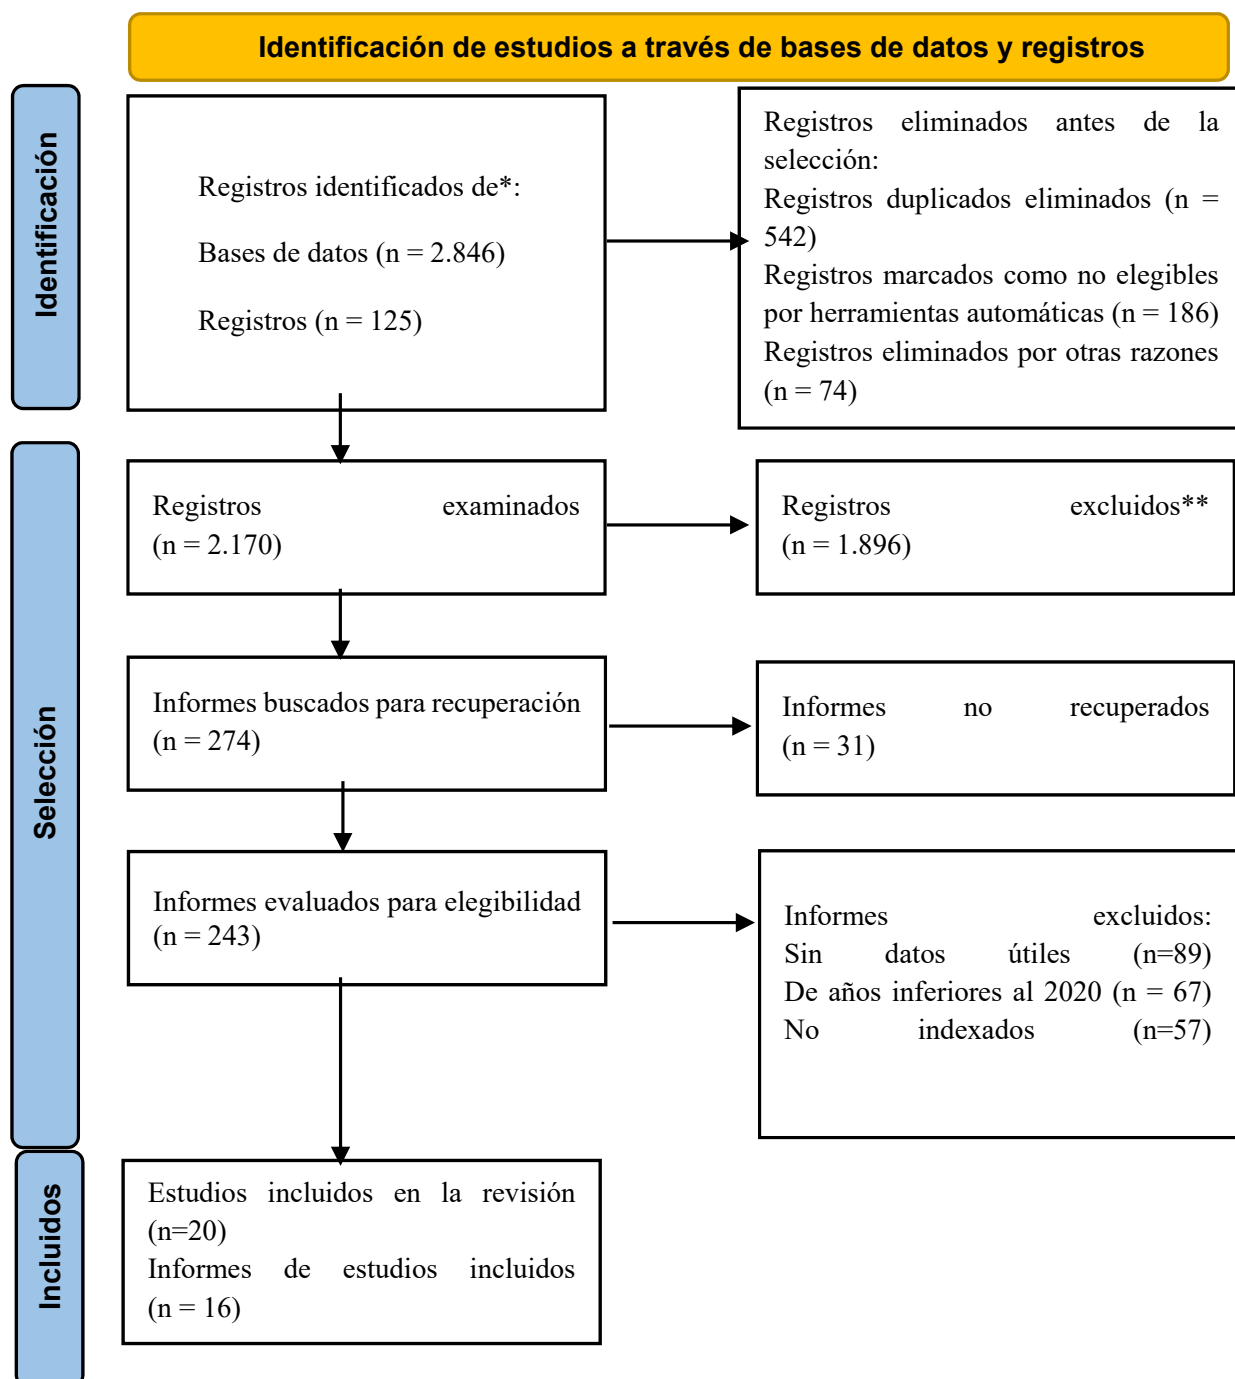 Identificación de estudios a través de bases de datos y registros
Identificación
Registros identificados de*:
Bases de datos (n = 2.846)
Registros (n = 125)
Registros eliminados antes de la
selección:
Registros duplicados eliminados (n =
542)
Registros marcados como no elegibles
por herramientas automáticas (n = 186)
Registros eliminados por otras razones
(n = 74)
Selección
Registros examinados
(n = 2.170)
Registros excluidos**
(n = 1.896)
Informes buscados para recuperación
(n = 274)
Informes no recuperados
(n = 31)
Informes evaluados para elegibilidad
(n = 243)
Informes excluidos:
Sin datos útiles (n=89)
De años inferiores al 2020 (n = 67)
No indexados (n=57)
Incluidos
Estudios incluidos en la revisión
(n=20)
Informes de estudios incluidos
(n = 16)